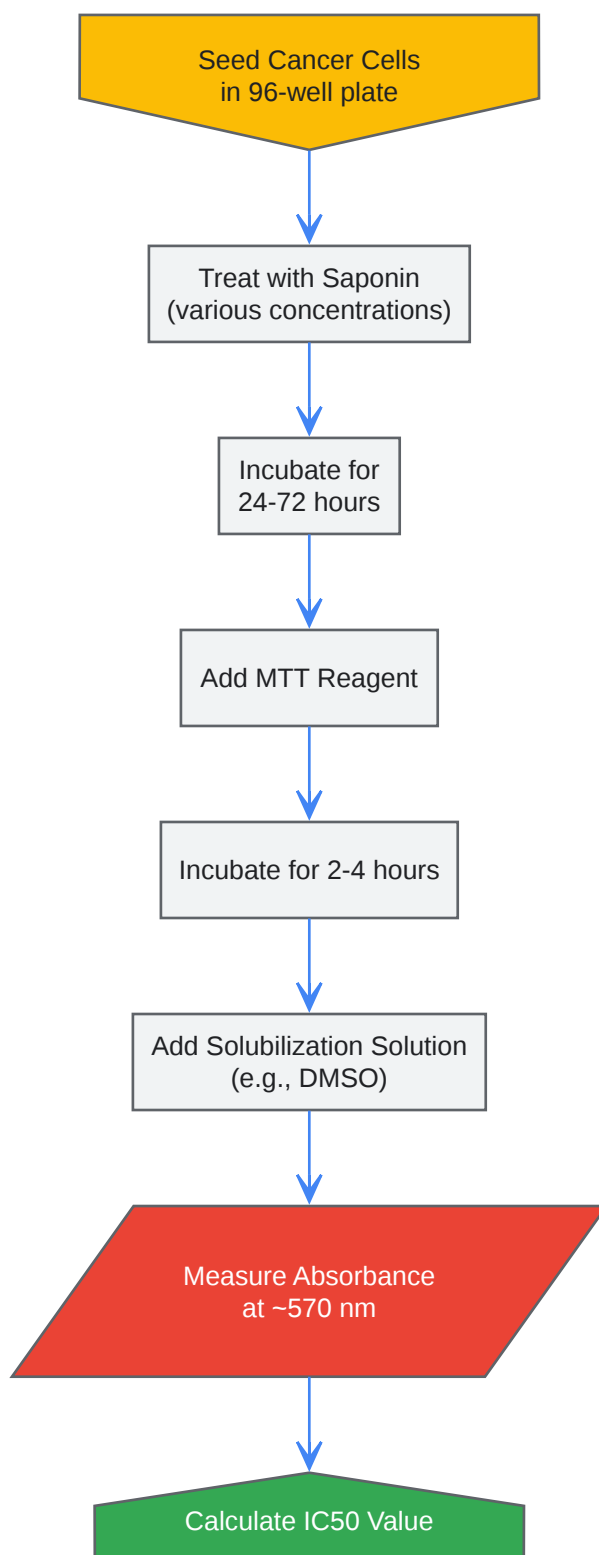 Seed Cancer Cells
in 96-well plate
Treat with Saponin
(various concentrations)
Incubate for
24-72 hours
Add MTT Reagent
Incubate for 2-4 hours
Add Solubilization Solution
(e.g., DMSO)
Measure Absorbance
at ~570 nm
Calculate IC50 Value